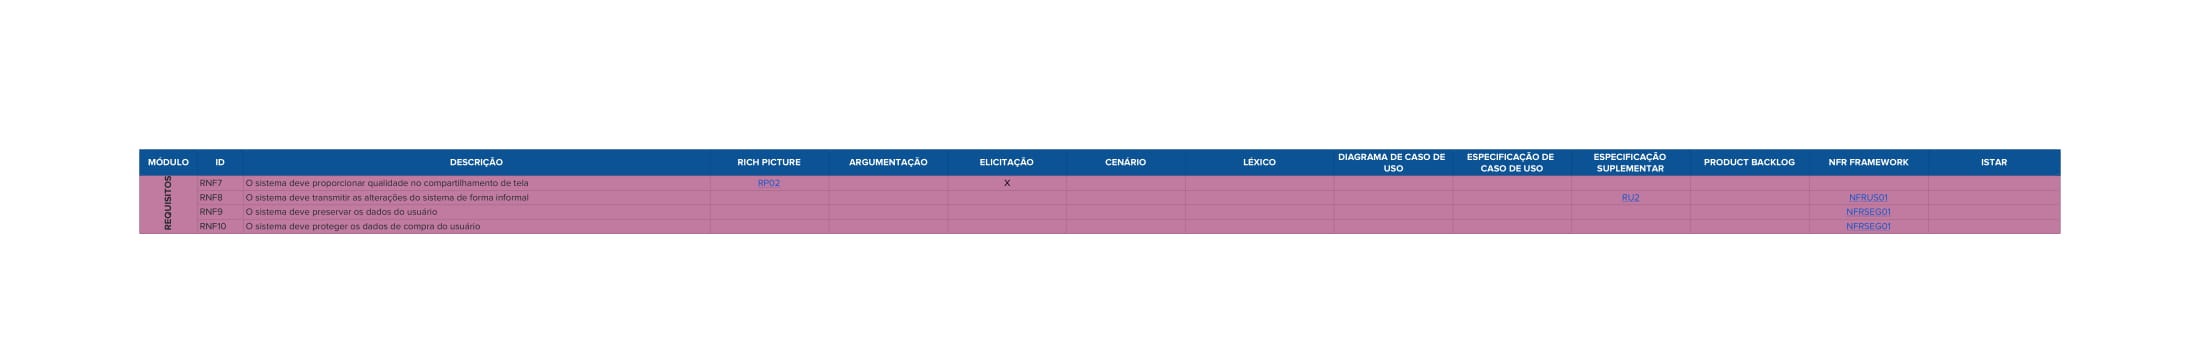 MÓDULO ID DESCRIÇÃO RICH PICTURE ARGUMENTAÇÃO ELICITAÇÃO CENÁRIO LÉXICO DIAGRAMA DE CASO DE USO ESPECIFICAÇÃO DE CASO DE USO ESPECIFICAÇÃO SUPLEMENTAR PRODUCT BACKLOG NFR FRAMEWORK ISTAR
REQUISITOS
RNF7 O sistema deve proporcionar qualidade no compartilhamento de tela RP02 X
RNF8 O sistema deve transmitir as alterações do sistema de forma informal RU2 NFRUS01
RNF9 O sistema deve preservar os dados do usuário NFRSEG01
RNF10 O sistema deve proteger os dados de compra do usuário NFRSEG01